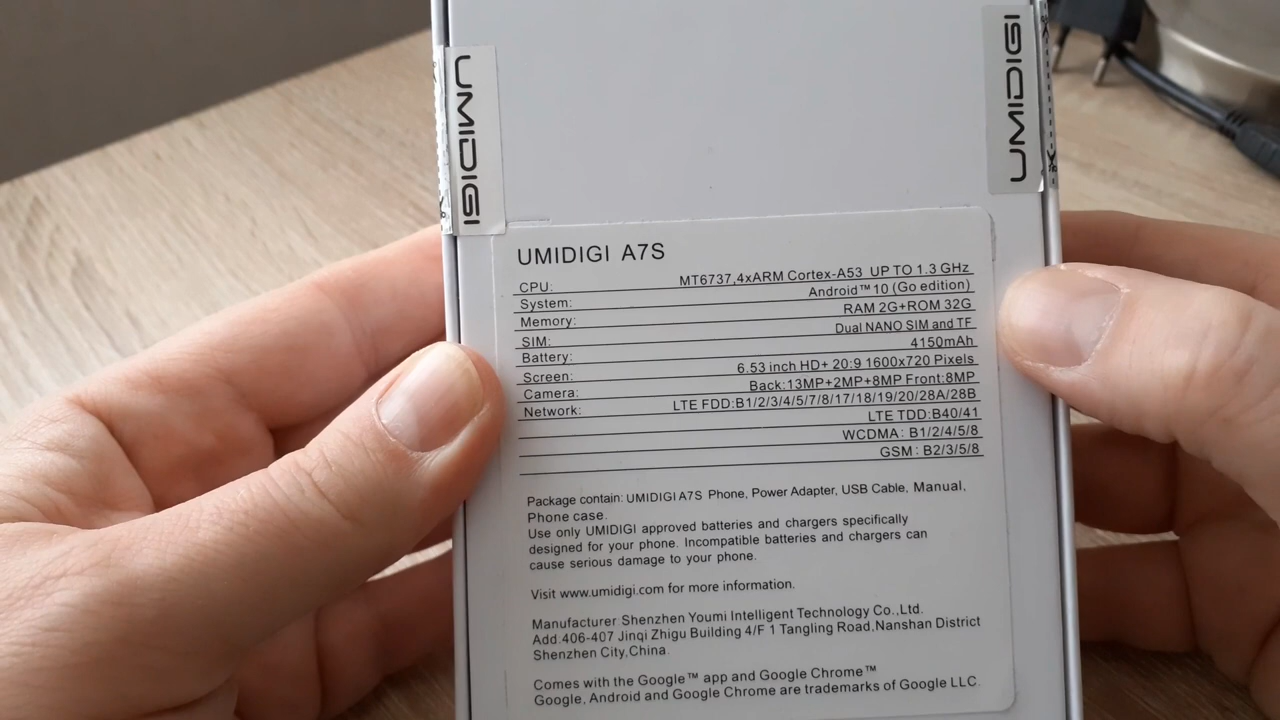 UMIDIGI
UMIDIGI
UMIDIGI A7S
CPU: MT6737,4xARM Cortex-A53 UP TO 1.3 GHz
System: Android™ 10 (Go edition)
Memory: RAM 2G+ROM 32G
SIM: Dual NANO SIM and TF
Battery: 4150mAh
Screen: 6.53 inch HD+ 20:9 1600x720 Pixels
Camera: Back:13MP+2MP+8MP Front:8MP
Network: LTE FDD:B1/2/3/4/5/7/8/17/18/19/20/28A/28B
LTE TDD:B40/41
WCDMA: B1/2/4/5/8
GSM: B2/3/5/8
Package contain: UMIDIGI A7S Phone, Power Adapter, USB Cable, Manual,
Phone case.
Use only UMIDIGI approved batteries and chargers specifically
designed for your phone. Incompatible batteries and chargers can
cause serious damage to your phone.
Visit www.umidigi.com for more information.
Manufacturer Shenzhen Youmi Intelligent Technology Co.,Ltd.
Add.406-407 Jinqi Zhigu Building 4/F 1 Tangling Road,Nanshan District
Shenzhen City,China.
Comes with the Google™ app and Google Chrome™
Google, Android and Google Chrome are trademarks of Google LLC.